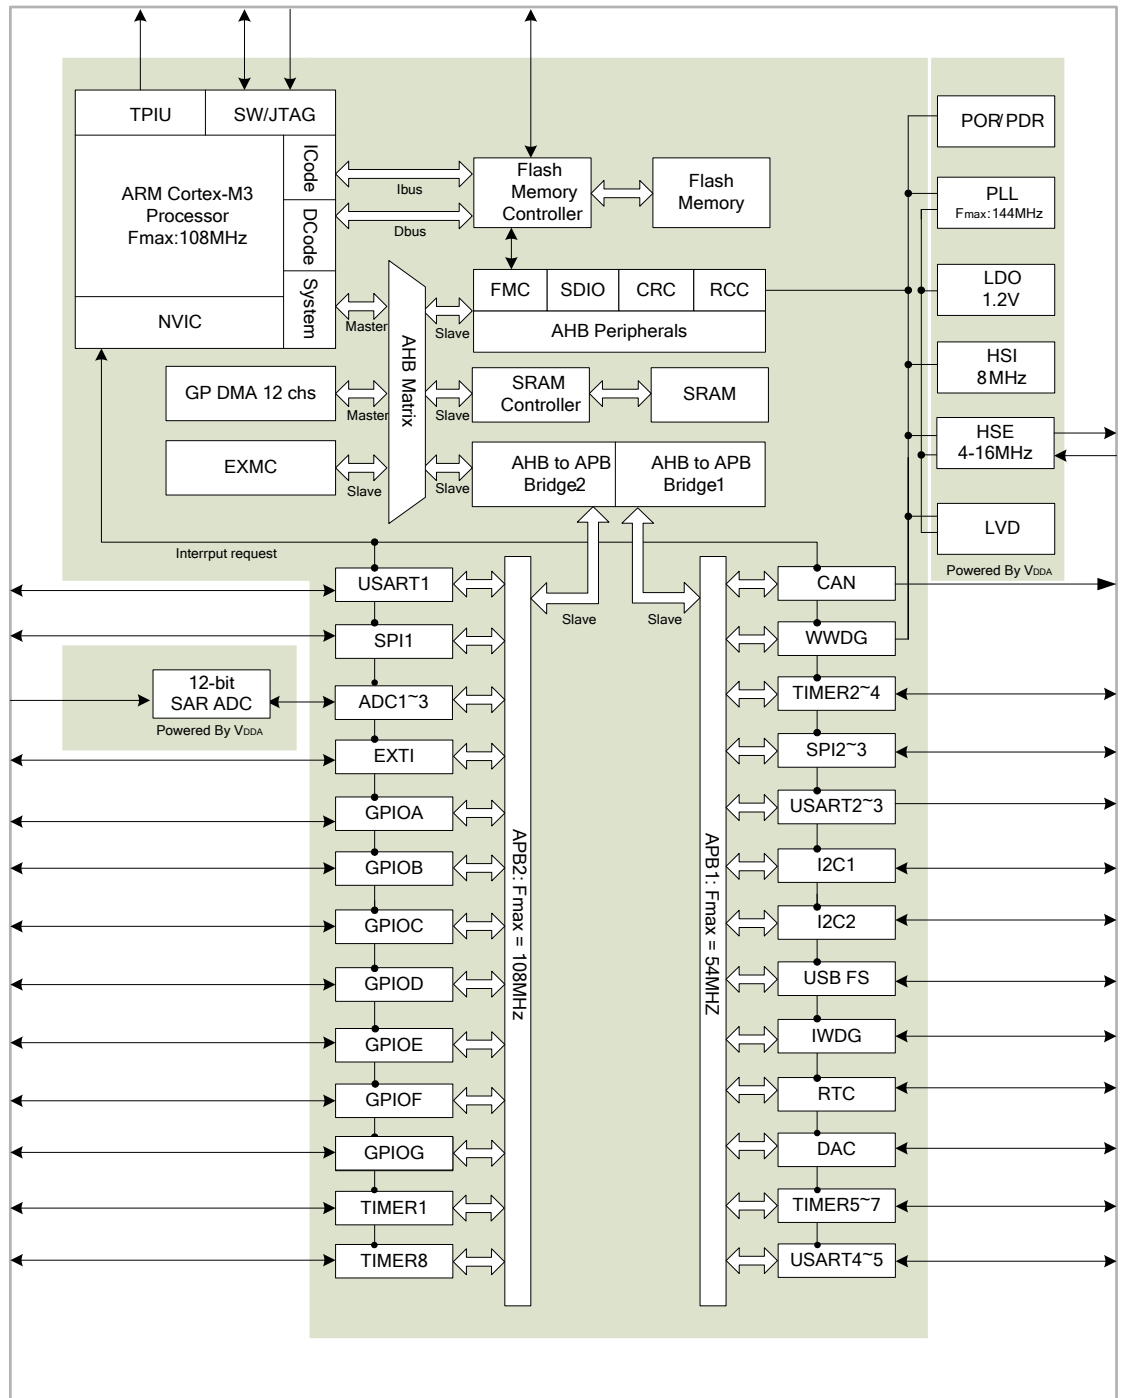 TPIU
SW/JTAG
ARM Cortex-M3
Processor
Fmax:108MHz
ICode
DCode
System
NVIC
Ibus
Dbus
Flash
Memory
Controller
Flash
Memory
FMC
SDIO
CRC
RCC
AHB Peripherals
Master
Slave
AHB Matrix
GP DMA 12 chs
Master
Slave
SRAM
Controller
SRAM
EXMC
Slave
Slave
AHB to APB
Bridge2
AHB to APB
Bridge1
POR/PDR
PLL
Fmax:144MHz
LDO
1.2V
HSI
8MHz
HSE
4-16MHz
LVD
Powered By VDDA
Interrput request
Slave
Slave
USART1
SPI1
12-bit
SAR ADC
Powered By VDDA
ADC1~3
EXTI
GPIOA
GPIOB
GPIOC
GPIOD
GPIOE
GPIOF
GPIOG
TIMER1
TIMER8
APB2: Fmax = 108MHz
APB1: Fmax = 54MHZ
CAN
WWDG
TIMER2~4
SPI2~3
USART2~3
I2C1
I2C2
USB FS
IWDG
RTC
DAC
TIMER5~7
USART4~5